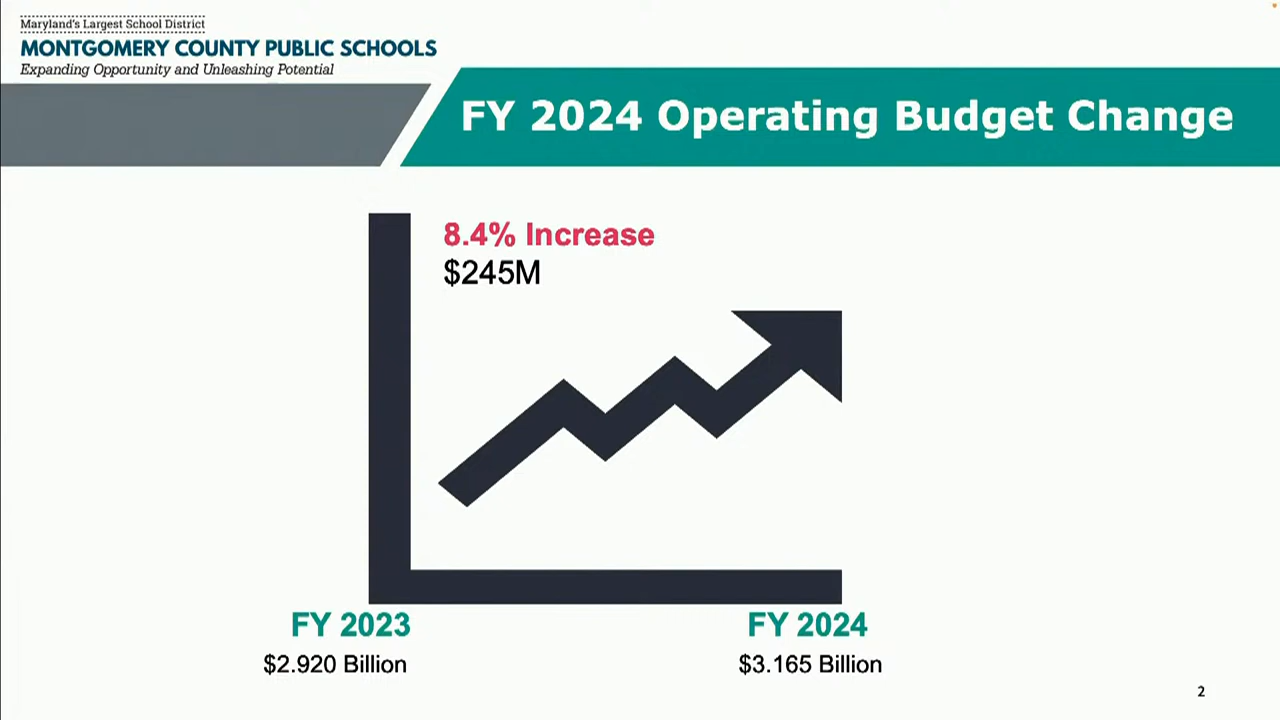 Maryland's Largest School District
MONTGOMERY COUNTY PUBLIC SCHOOLS
Expanding Opportunity and Unleashing Potential
FY 2024 Operating Budget Change
8.4% Increase
$245M
FY 2023
FY 2024
$2.920 Billion
$3.165 Billion
2